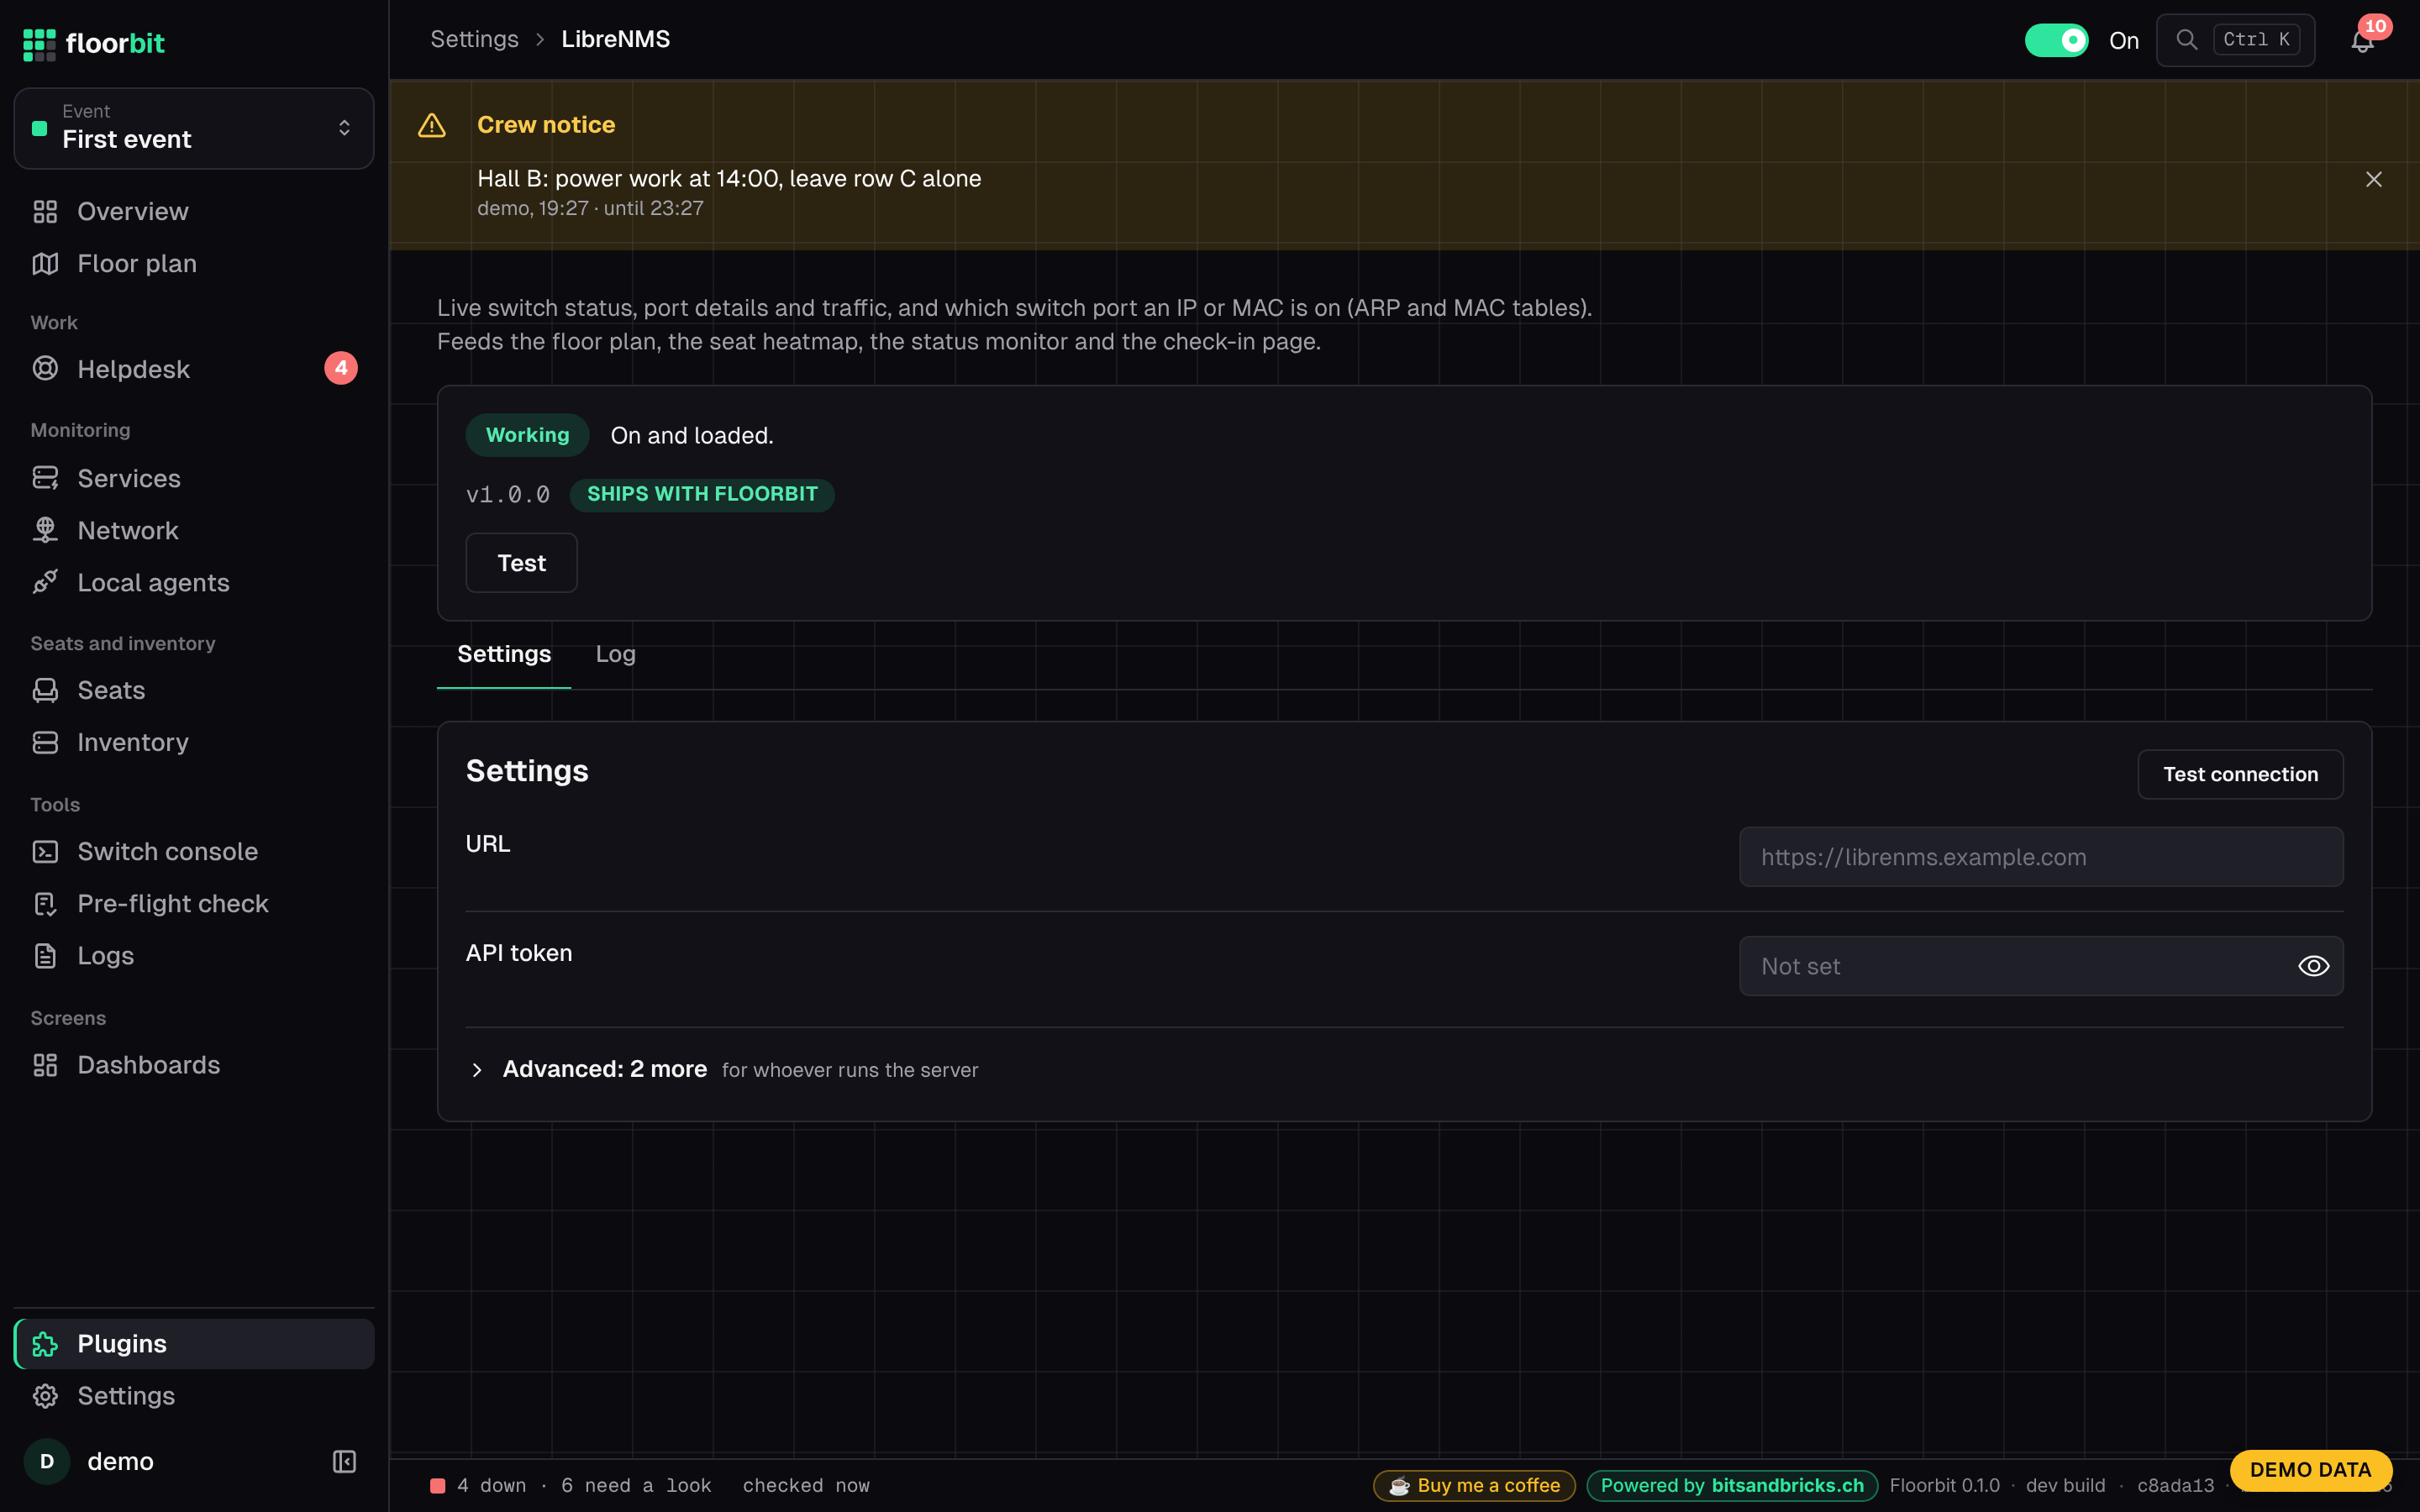 floorbit
Event
First event
Overview
Floor plan
Work
Helpdesk
4
Monitoring
Services
Network
Local agents
Seats and inventory
Seats
Inventory
Tools
Switch console
Pre-flight check
Logs
Screens
Dashboards
Plugins
Settings
D demo
Settings > LibreNMS
On
Ctrl K
10
Crew notice
Hall B: power work at 14:00, leave row C alone
demo, 19:27 · until 23:27
Live switch status, port details and traffic, and which switch port an IP or MAC is on (ARP and MAC tables).
Feeds the floor plan, the seat heatmap, the status monitor and the check-in page.
Working On and loaded.
v1.0.0 SHIPS WITH FLOORBIT
Test
Settings Log
Settings
Test connection
URL
https://librenms.example.com
API token
Not set
Advanced: 2 more for whoever runs the server
4 down · 6 need a look checked now
☕ Buy me a coffee
Powered by bitsandbricks.ch
Floorbit 0.1.0 · dev build · c8ada13 ·
DEMO DATA